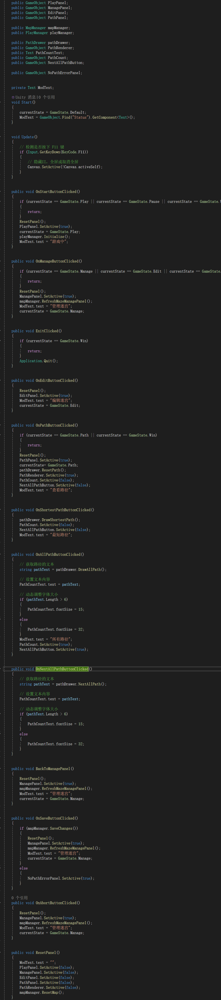 public GameObject PlayPanel;
public GameObject ManagePanel;
public GameObject EditPanel;
public GameObject PathPanel;
public MapManager mapManager;
public PlayManager playManager;
public PathDrawer pathDrawer;
public GameObject PathRenderer;
public Text PathCountText;
public GameObject PathCount;
public GameObject NextAllPathButton;
public GameObject NoPathErrorPanel;
private Text ModText;
Unity 消息|0 个引用
void Start()
{
currentState = GameState.Default;
ModText = GameObject.Find("Status").GetComponent<Text>();
}
void Update()
{
// 检测是否按下 F11 键
if (Input.GetKeyDown(KeyCode.F11))
{
// 隐藏UI, 全屏或取消全屏
Canvas.SetActive(!Canvas.activeSelf);
}
}
public void OnStartButtonClicked()
{
if (currentState == GameState.Play || currentState == GameState.Pause || currentState == GameState.
{
return;
}
ResetPanel();
PlayPanel.SetActive(true);
currentState = GameState.Play;
playManager.Initialize();
ModText.text = "游戏中";
}
public void OnManageButtonClicked()
{
if (currentState == GameState.Manage || currentState == GameState.Edit || currentState == GameState.
{
return;
}
ResetPanel();
ManagePanel.SetActive(true);
mapManager.RefreshMazeManagePanel();
ModText.text = "管理迷宫";
currentState = GameState.Manage;
}
public void ExitClicked()
{
if (currentState == GameState.Win)
{
return;
}
Application.Quit();
}
public void OnEditButtonClicked()
{
ResetPanel();
EditPanel.SetActive(true);
ModText.text = "编辑迷宫";
currentState = GameState.Edit;
}
public void OnPathButtonClicked()
{
if (currentState == GameState.Path || currentState == GameState.Win)
{
return;
}
ResetPanel();
PathPanel.SetActive(true);
currentState= GameState.Path;
pathDrawer.ResetPath();
PathRenderer.SetActive(true);
PathCount.SetActive(false);
NextAllPathButton.SetActive(false);
ModText.text = "查看路径";
}
public void OnShortestPathButtonClicked()
{
pathDrawer.DrawShortestPath();
PathCount.SetActive(false);
NextAllPathButton.SetActive(false);
ModText.text = "最短路径";
}
public void OnAllPathButtonClicked()
{
// 获取路径的文本
string pathText = pathDrawer.DrawAllPath();
// 设置文本内容
PathCountText.text = pathText;
// 动态调整字体大小
if (pathText.Length > 6)
{
PathCountText.fontSize = 15;
}
else
{
PathCountText.fontSize = 32;
}
ModText.text = "所有路径";
PathCount.SetActive(true);
NextAllPathButton.SetActive(true);
}
public void OnNextAllPathButtonClicked()
{
// 获取路径的文本
string pathText = pathDrawer.NextAllPath();
// 设置文本内容
PathCountText.text = pathText;
// 动态调整字体大小
if (pathText.Length > 6)
{
PathCountText.fontSize = 15;
}
else
{
PathCountText.fontSize = 32;
}
}
public void BackToManagePanel()
{
ResetPanel();
ManagePanel.SetActive(true);
mapManager.RefreshMazeManagePanel();
ModText.text = "管理迷宫";
currentState = GameState.Manage;
}
public void OnSaveButtonClicked()
{
if (mapManager.SaveChanges())
{
ResetPanel();
ManagePanel.SetActive(true);
mapManager.RefreshMazeManagePanel();
ModText.text = "管理迷宫";
currentState = GameState.Manage;
}
else
{
NoPathErrorPanel.SetActive(true);
}
}
0 个引用
public void OnAbortButtonClicked()
{
ResetPanel();
ManagePanel.SetActive(true);
mapManager.RefreshMazeManagePanel();
ModText.text = "管理迷宫";
currentState = GameState.Manage;
}
public void ResetPanel()
{
ModText.text = "";
PlayPanel.SetActive(false);
ManagePanel.SetActive(false);
EditPanel.SetActive(false);
PathPanel.SetActive(false);
PathRenderer.SetActive(false);
mapManager.ResetMap();
}